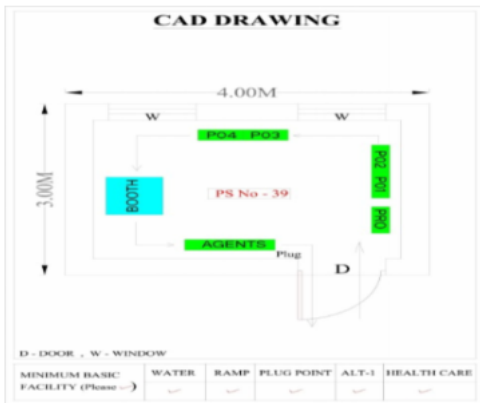 CAD DRAWING
4.00M
W W
PO4 PO3
3.00M
BOOTH
PS No - 39
PO2 PO1
PRO
AGENTS
Plug
D
D - DOOR , W - WINDOW
MINIMUM BASIC FACILITY (Please ✓) WATER RAMP PLUG POINT ALT-1 HEALTH CARE
✓ ✓ ✓ ✓ ✓